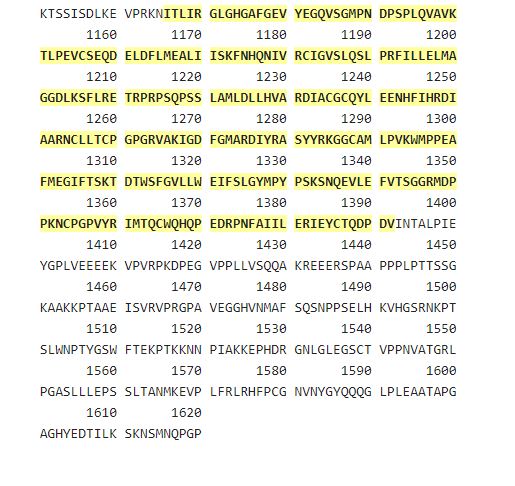 KTSSISDLKE VPRKNITLIR GLGHGAFGEV YEGQVSGMPN DPSPLQVAVK
1160 1170 1180 1190 1200
TLPEVCSEQD ELDFLMEALI ISKFNHQNIV RCIGVSLQSL PRFILLELMA
1210 1220 1230 1240 1250
GGDLKSFLRE TRPRPSQPSS LAMLDLLHVA RDIACGCQYL EENHFIHRDI
1260 1270 1280 1290 1300
AARNCLLTCP GPGRVAKIGD FGMARDIYRA SYYRKGGCAM LPVKWMPPEA
1310 1320 1330 1340 1350
FMEGIFTSKT DTWSFGVLLW EIFSLGYMPY PSKSNQEVLE FVTSGGRMDP
1360 1370 1380 1390 1400
PKNCPGPVYR IMTQCWQHQP EDRPNFAIIL ERIEYCTQDP DVINTALPIE
1410 1420 1430 1440 1450
YGPLVEEEEK VPVRPKDPEG VPPLLVSQQA KREEERSPAA PPPLPTTSSG
1460 1470 1480 1490 1500
KAAKKPTAAE ISVRVPRGPA VEGGHVNMAF SQSNPPSELH KVHGSRNKPT
1510 1520 1530 1540 1550
SLWNPTYGSW FTEKPTKKNN PIAKKEPHDR GNLGLEGSCT VPPNVATGRL
1560 1570 1580 1590 1600
PGASLLLEPS SLTANMKEVP LFRLRHFPCG NVNYGYQQQG LPLEAATAPG
1610 1620
AGHYEDTILK SKNSMNQPGP